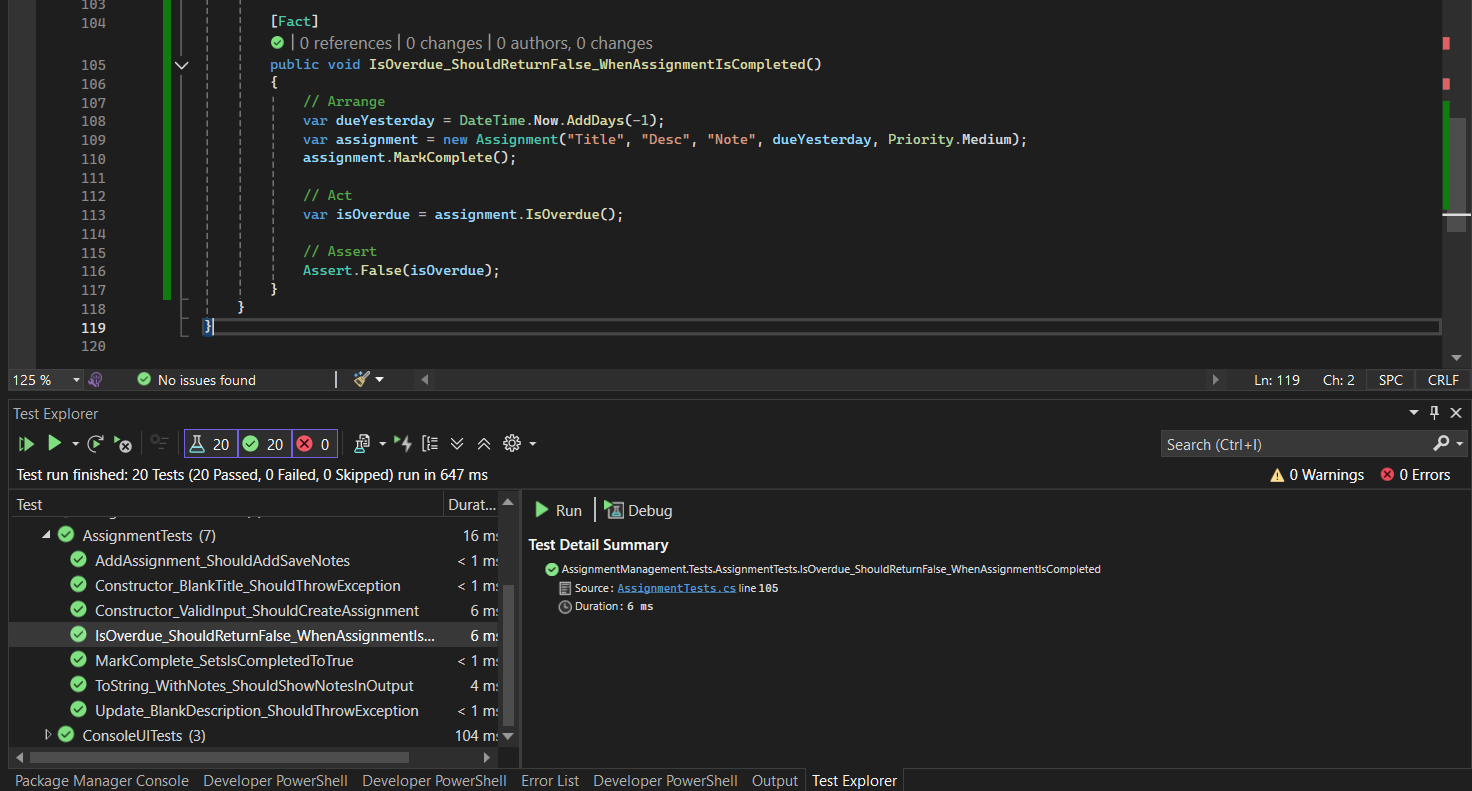 103
104 [Fact]
0 references | 0 changes | 0 authors, 0 changes
105 public void IsOverdue_ShouldReturnFalse_WhenAssignmentIsCompleted()
106 {
107 // Arrange
108 var dueYesterday = DateTime.Now.AddDays(-1);
109 var assignment = new Assignment("Title", "Desc", "Note", dueYesterday, Priority.Medium);
110 assignment.MarkComplete();
111
112 // Act
113 var isOverdue = assignment.IsOverdue();
114
115 // Assert
116 Assert.False(isOverdue);
117 }
118 }
119 }
120
125 % No issues found Ln: 119 Ch: 2 SPC CRLF
Test Explorer
20 20 0 Search (Ctrl+I)
Test run finished: 20 Tests (20 Passed, 0 Failed, 0 Skipped) run in 647 ms 0 Warnings 0 Errors
Test Durat...
AssignmentTests (7) 16 ms
AddAssignment_ShouldAddSaveNotes < 1 ms
Constructor_BlankTitle_ShouldThrowException < 1 ms
Constructor_ValidInput_ShouldCreateAssignment 6 ms
IsOverdue_ShouldReturnFalse_WhenAssignmentIs... 6 ms
MarkComplete_SetsIsCompletedToTrue < 1 ms
ToString_WithNotes_ShouldShowNotesInOutput 4 ms
Update_BlankDescription_ShouldThrowException < 1 ms
ConsoleUITests (3) 104 ms
Run Debug
Test Detail Summary
AssignmentManagement.Tests.AssignmentTests.IsOverdue_ShouldReturnFalse_WhenAssignmentIsCompleted
Source: AssignmentTests.cs line 105
Duration: 6 ms
Package Manager Console Developer PowerShell Developer PowerShell Error List Developer PowerShell Output Test Explorer